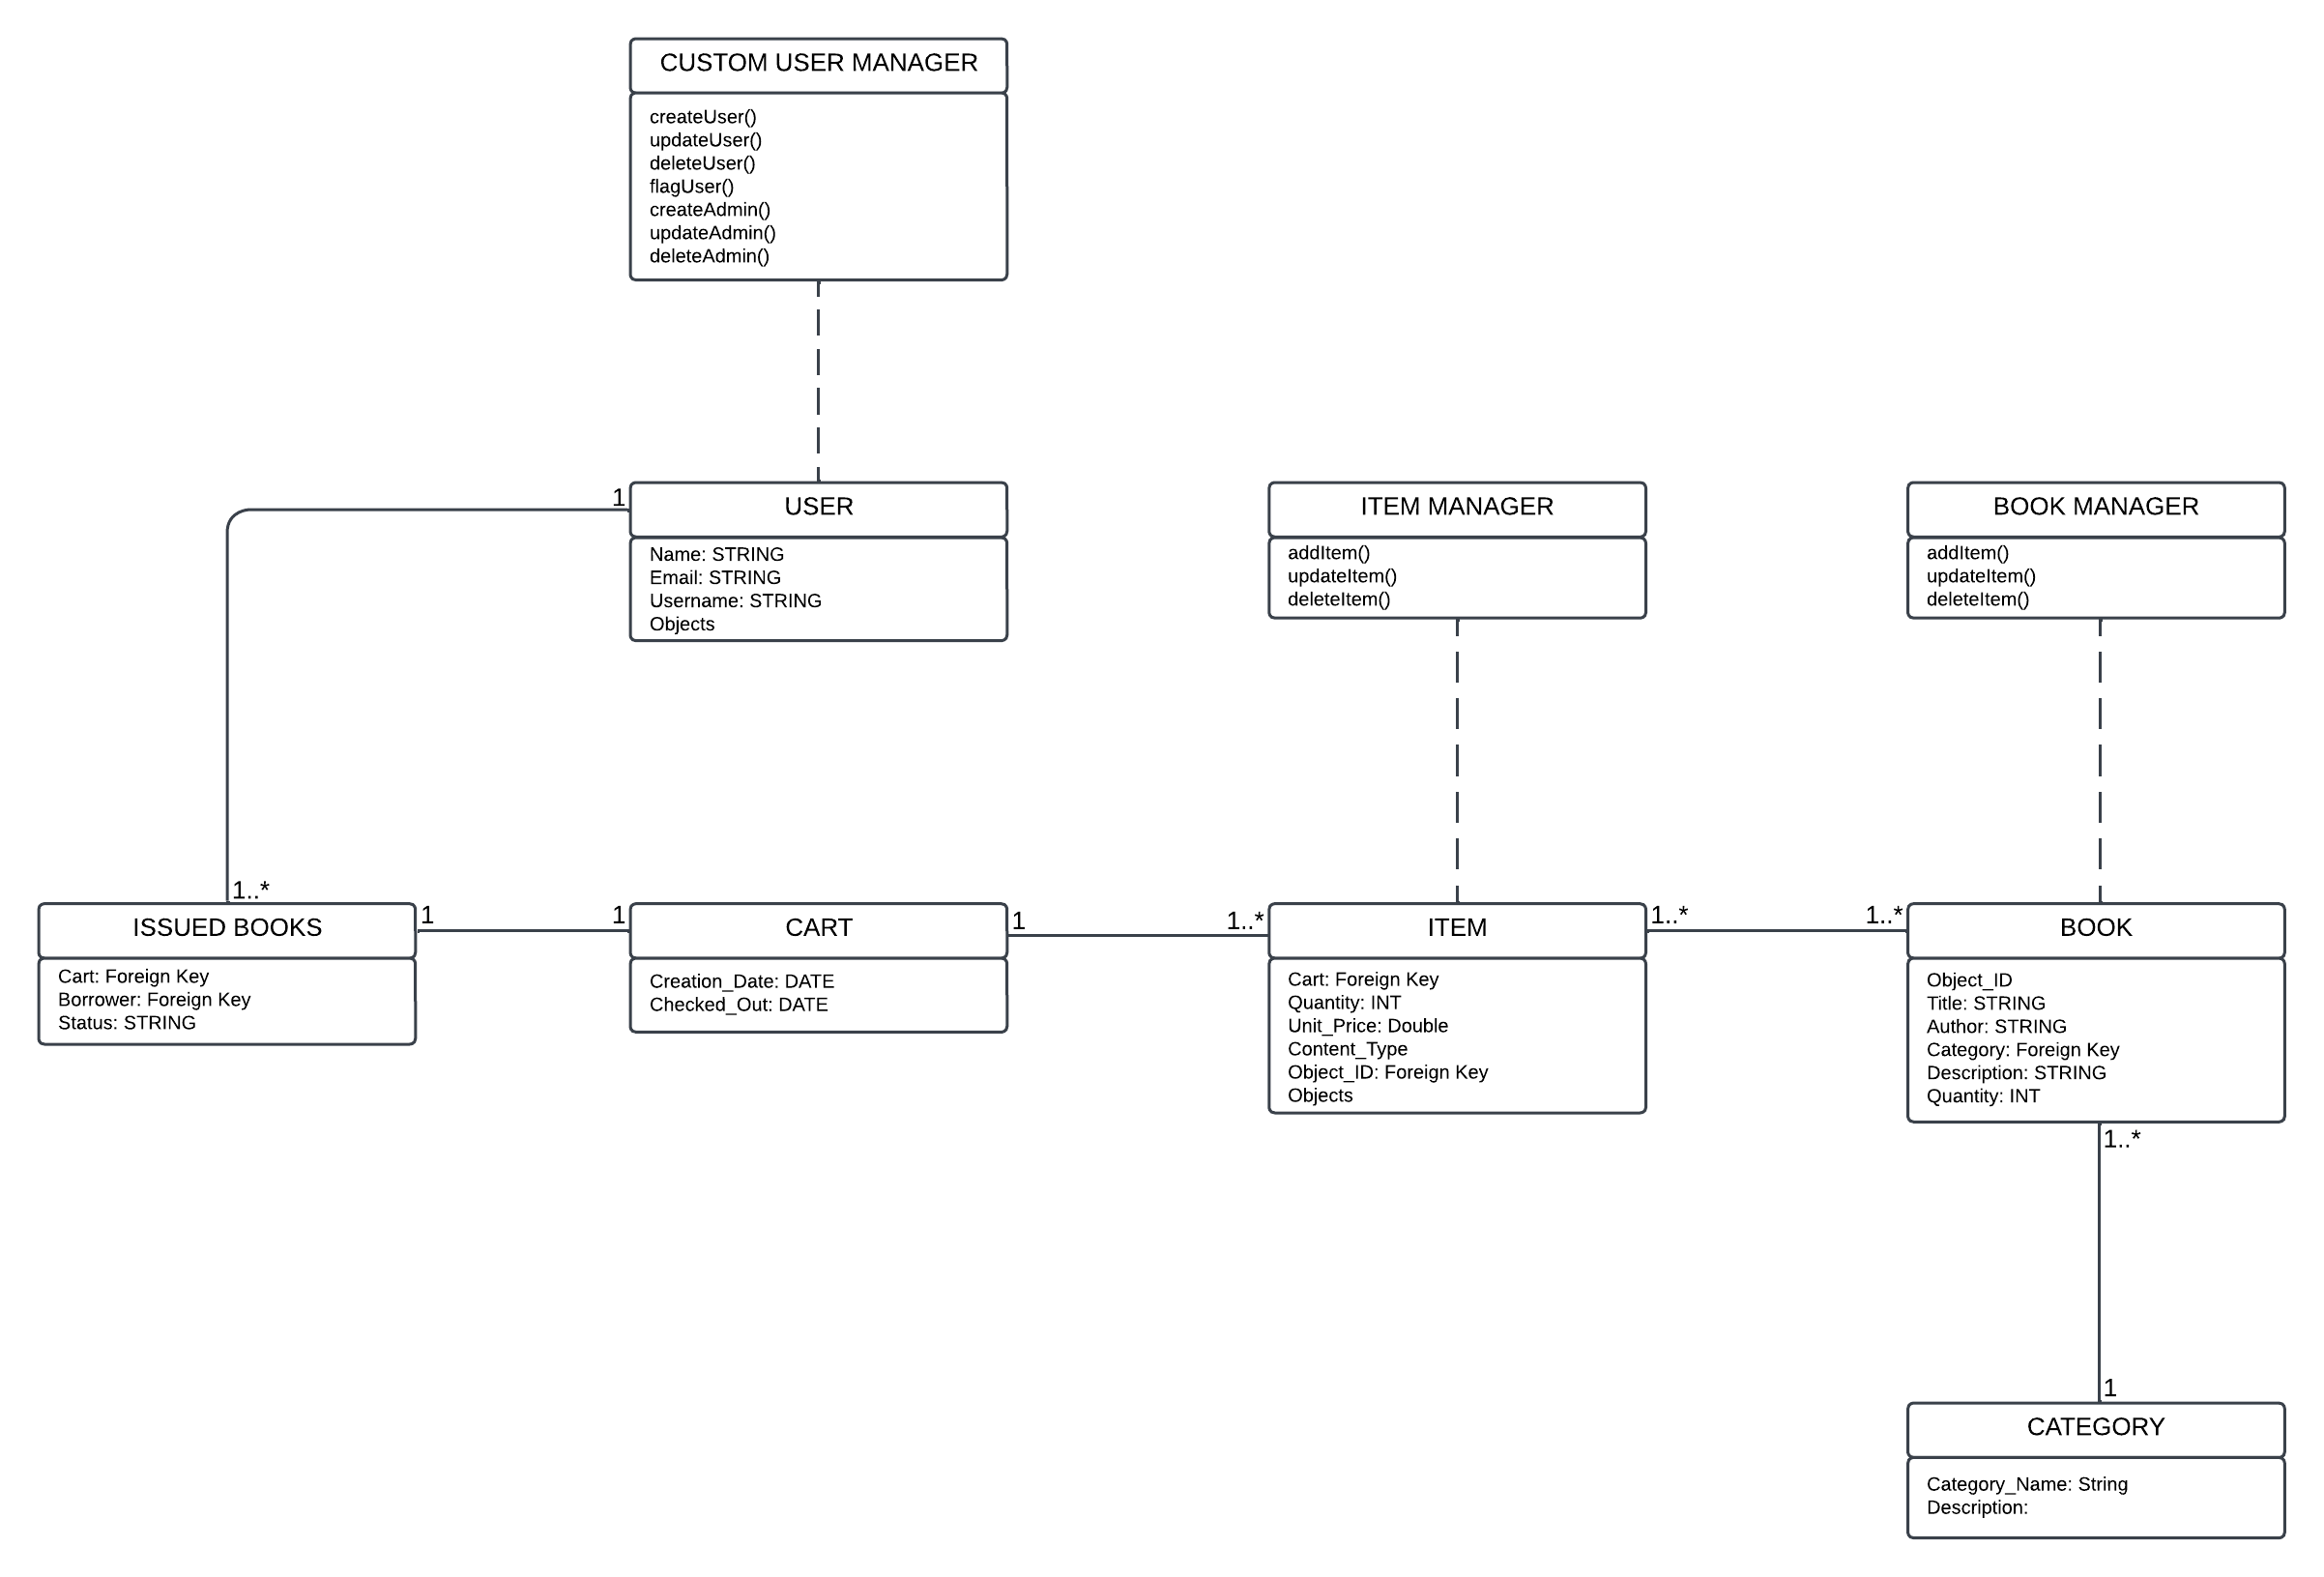 CUSTOM USER MANAGER
createUser()
updateUser()
deleteUser()
flagUser()
createAdmin()
updateAdmin()
deleteAdmin()
1
USER
Name: STRING
Email: STRING
Username: STRING
Objects
ITEM MANAGER
addItem()
updateItem()
deleteItem()
BOOK MANAGER
addItem()
updateItem()
deleteItem()
1..*
ISSUED BOOKS
Cart: Foreign Key
Borrower: Foreign Key
Status: STRING
1
1
CART
Creation_Date: DATE
Checked_Out: DATE
1
1..*
ITEM
Cart: Foreign Key
Quantity: INT
Unit_Price: Double
Content_Type
Object_ID: Foreign Key
Objects
1..*
1..*
BOOK
Object_ID
Title: STRING
Author: STRING
Category: Foreign Key
Description: STRING
Quantity: INT
1..*
1
CATEGORY
Category_Name: String
Description: